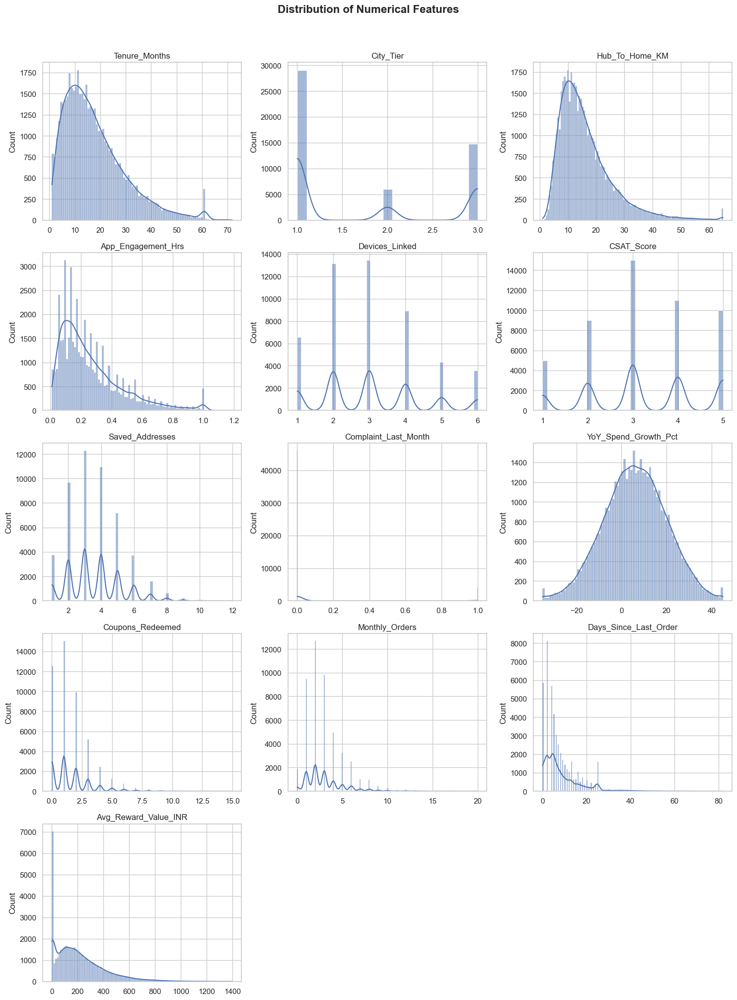 Distribution of Numerical Features
Tenure_Months
City_Tier
Hub_To_Home_KM
Count
1750
1500
1250
1000
750
500
250
0
0 10 20 30 40 50 60 70
Count
30000
25000
20000
15000
10000
5000
0
1.0 1.5 2.0 2.5 3.0
Count
1750
1500
1250
1000
750
500
250
0
0 10 20 30 40 50 60
App_Engagement_Hrs
Devices_Linked
CSAT_Score
Count
3000
2500
2000
1500
1000
500
0
0.0 0.2 0.4 0.6 0.8 1.0 1.2
Count
14000
12000
10000
8000
6000
4000
2000
0
1 2 3 4 5 6
Count
14000
12000
10000
8000
6000
4000
2000
0
1 2 3 4 5
Saved_Addresses
Complaint_Last_Month
YoY_Spend_Growth_Pct
Count
12000
10000
8000
6000
4000
2000
0
2 4 6 8 10 12
Count
40000
30000
20000
10000
0
0.0 0.2 0.4 0.6 0.8 1.0
Count
1400
1200
1000
800
600
400
200
0
−20 0 20 40
Coupons_Redeemed
Monthly_Orders
Days_Since_Last_Order
Count
14000
12000
10000
8000
6000
4000
2000
0
0.0 2.5 5.0 7.5 10.0 12.5 15.0
Count
12000
10000
8000
6000
4000
2000
0
0 5 10 15 20
Count
8000
7000
6000
5000
4000
3000
2000
1000
0
0 20 40 60 80
Avg_Reward_Value_INR
Count
7000
6000
5000
4000
3000
2000
1000
0
0 200 400 600 800 1000 1200 1400